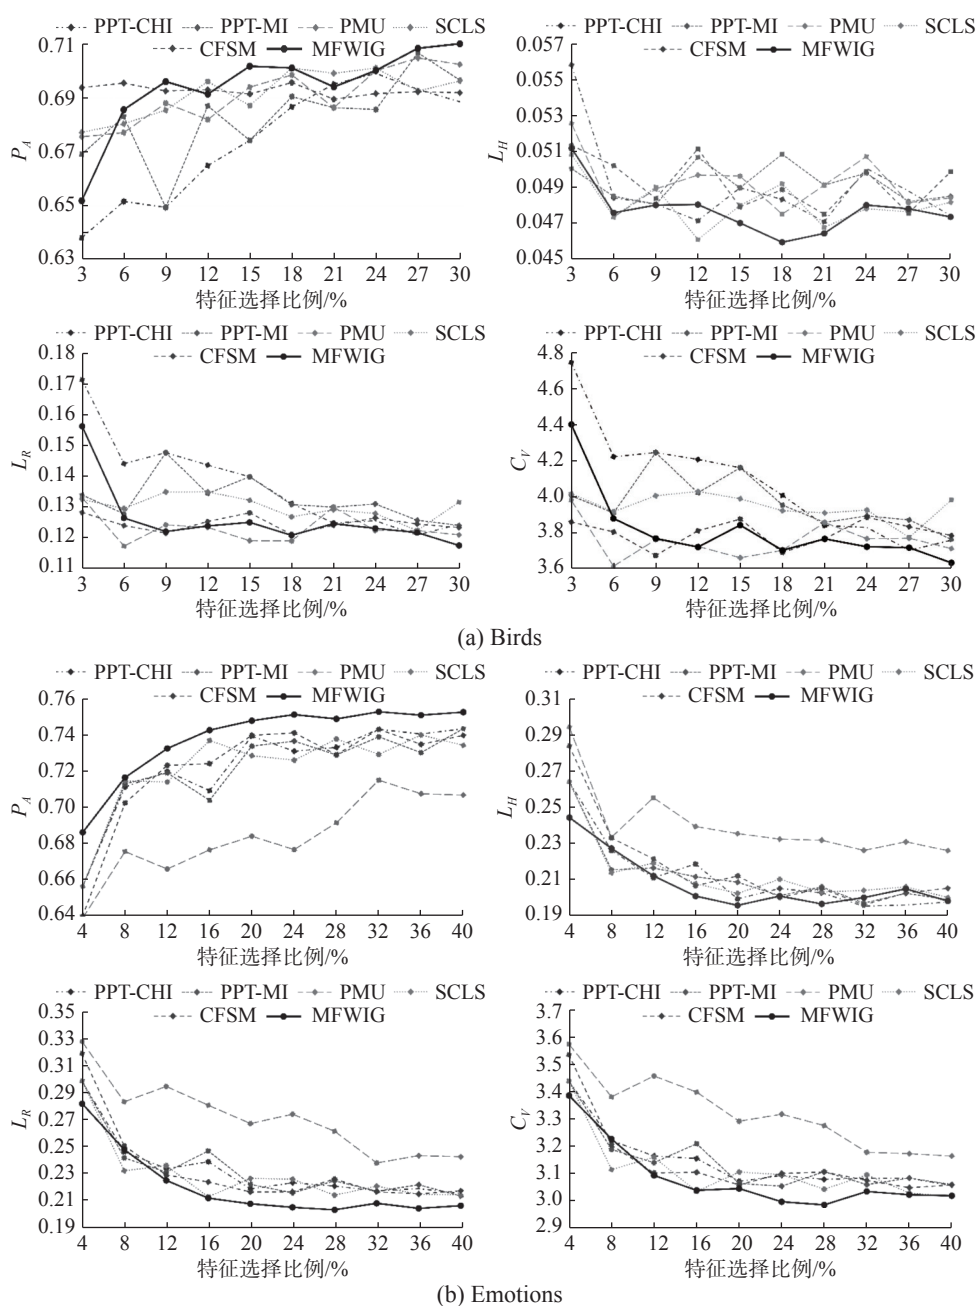 PPT-CHI PPT-MI PMU SCLS
CFSM MFWIG
0.71
0.69
0.67
0.65
0.63
P_A
3 6 9 12 15 18 21 24 27 30
特征选择比例/%
0.057
0.055
0.051
0.049
0.047
0.045
L_H
3 6 9 12 15 18 21 24 27 30
特征选择比例/%
PPT-CHI PPT-MI PMU SCLS
CFSM MFWIG
PPT-CHI PPT-MI PMU SCLS
CFSM MFWIG
0.18
0.17
0.16
0.15
0.14
0.13
0.12
0.11
L_R
3 6 9 12 15 18 21 24 27 30
特征选择比例/%
PPT-CHI PPT-MI PMU SCLS
CFSM MFWIG
4.8
4.6
4.4
4.2
4.0
3.8
3.6
C_V
3 6 9 12 15 18 21 24 27 30
特征选择比例/%
(a) Birds
PPT-CHI PPT-MI PMU SCLS
CFSM MFWIG
0.76
0.74
0.72
0.70
0.68
0.66
0.64
P_A
4 8 12 16 20 24 28 32 36 40
特征选择比例/%
PPT-CHI PPT-MI PMU SCLS
CFSM MFWIG
0.31
0.29
0.27
0.25
0.23
0.21
0.19
L_H
4 8 12 16 20 24 28 32 36 40
特征选择比例/%
PPT-CHI PPT-MI PMU SCLS
CFSM MFWIG
0.35
0.33
0.31
0.29
0.27
0.25
0.23
0.21
0.19
L_R
4 8 12 16 20 24 28 32 36 40
特征选择比例/%
PPT-CHI PPT-MI PMU SCLS
CFSM MFWIG
3.7
3.6
3.5
3.4
3.3
3.2
3.1
3.0
2.9
C_V
4 8 12 16 20 24 28 32 36 40
特征选择比例/%
(b) Emotions